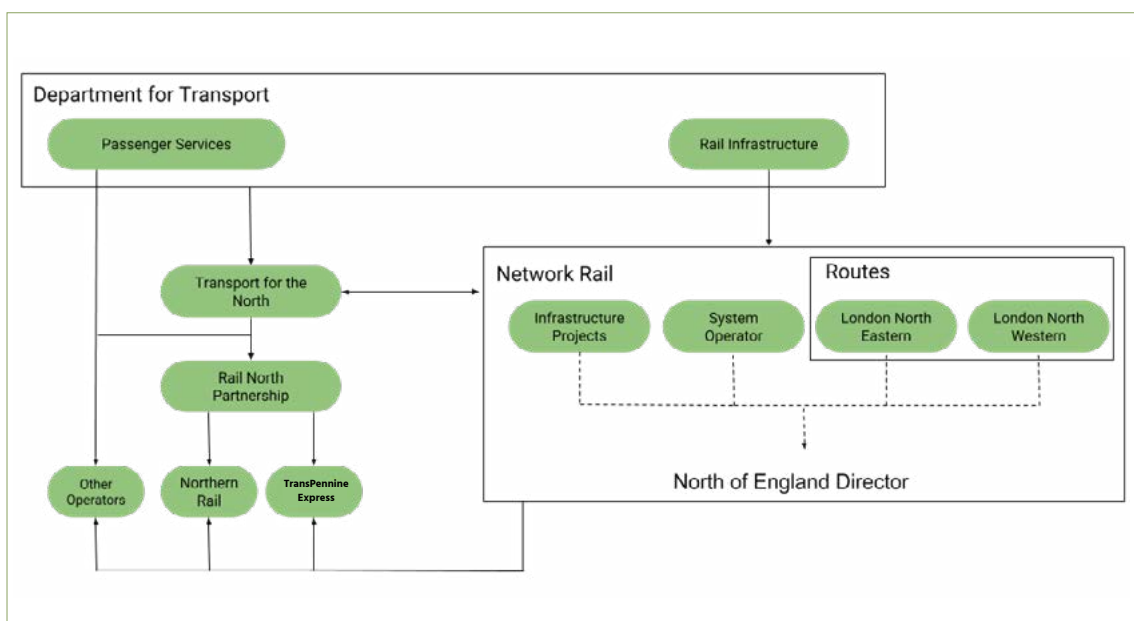 Department for Transport
Passenger Services
Rail Infrastructure
Transport for the
North
Network Rail
Routes
Infrastructure
Projects
System
Operator
London North
Eastern
London North
Western
Rail North
Partnership
Other
Operators
Northern
Rail
TransPennine
Express
North of England Director